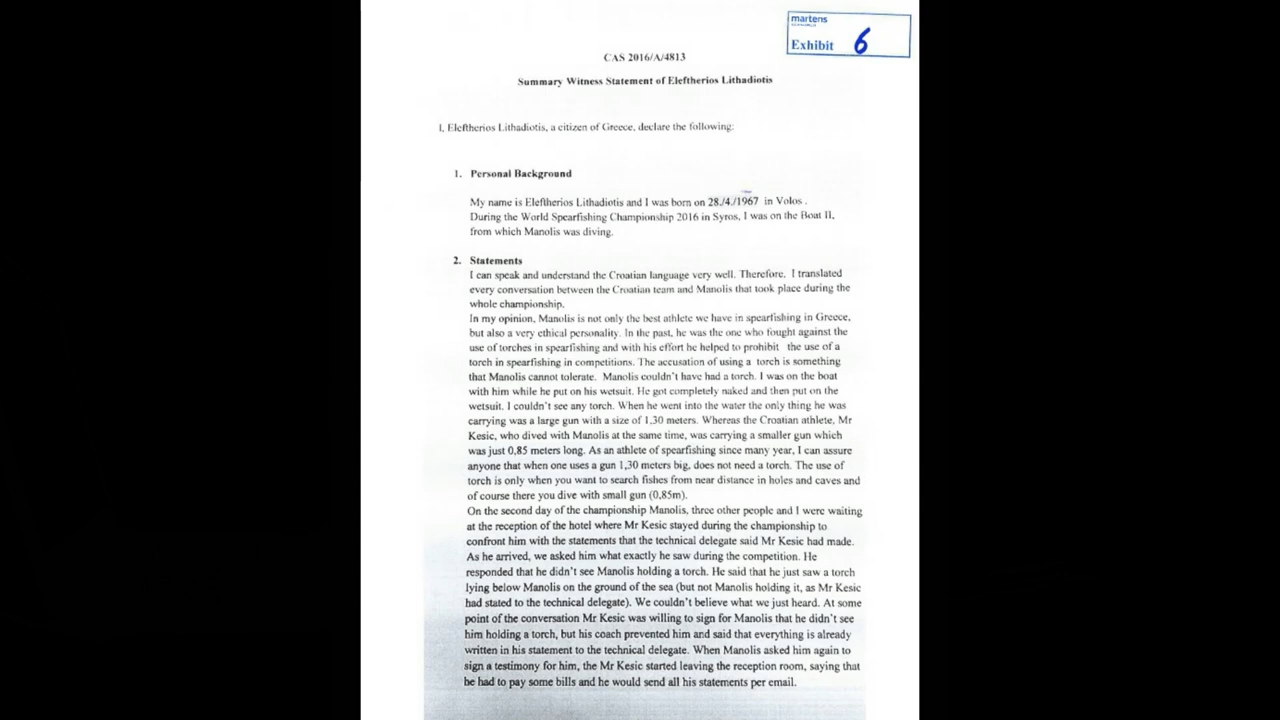 martens
Exhibit 6
CAS 2016/A/4813
Summary Witness Statement of Eleftherios Lithadiotis
I, Eleftherios Lithadiotis, a citizen of Greece, declare the following:
1. Personal Background
My name is Eleftherios Lithadiotis and I was born on 28./4./1967 in Volos .
During the World Spearfishing Championship 2016 in Syros, I was on the Boat II,
from which Manolis was diving.
2. Statements
I can speak and understand the Croatian language very well. Therefore, I translated
every conversation between the Croatian team and Manolis that took place during the
whole championship.
In my opinion, Manolis is not only the best athlete we have in spearfishing in Greece,
but also a very ethical personality. In the past, he was the one who fought against the
use of torches in spearfishing and with his effort he helped to prohibit the use of a
torch in spearfishing in competitions. The accusation of using a torch is something
that Manolis cannot tolerate. Manolis couldn't have had a torch. I was on the boat
with him while he put on his wetsuit. He got completely naked and then put on the
wetsuit. I couldn't see any torch. When he went into the water the only thing he was
carrying was a large gun with a size of 1,30 meters. Whereas the Croatian athlete, Mr
Kesic, who dived with Manolis at the same time, was carrying a smaller gun which
was just 0,85 meters long. As an athlete of spearfishing since many year, I can assure
anyone that when one uses a gun 1,30 meters big, does not need a torch. The use of
torch is only when you want to search fishes from near distance in holes and caves and
of course there you dive with small gun (0,85m).
On the second day of the championship Manolis, three other people and I were waiting
at the reception of the hotel where Mr Kesic stayed during the championship to
confront him with the statements that the technical delegate said Mr Kesic had made.
As he arrived, we asked him what exactly he saw during the competition. He
responded that he didn't see Manolis holding a torch. He said that he just saw a torch
lying below Manolis on the ground of the sea (but not Manolis holding it, as Mr Kesic
had stated to the technical delegate). We couldn't believe what we just heard. At some
point of the conversation Mr Kesic was willing to sign for Manolis that he didn't see
him holding a torch, but his coach prevented him and said that everything is already
written in his statement to the technical delegate. When Manolis asked him again to
sign a testimony for him, the Mr Kesic started leaving the reception room, saying that
he had to pay some bills and he would send all his statements per email.